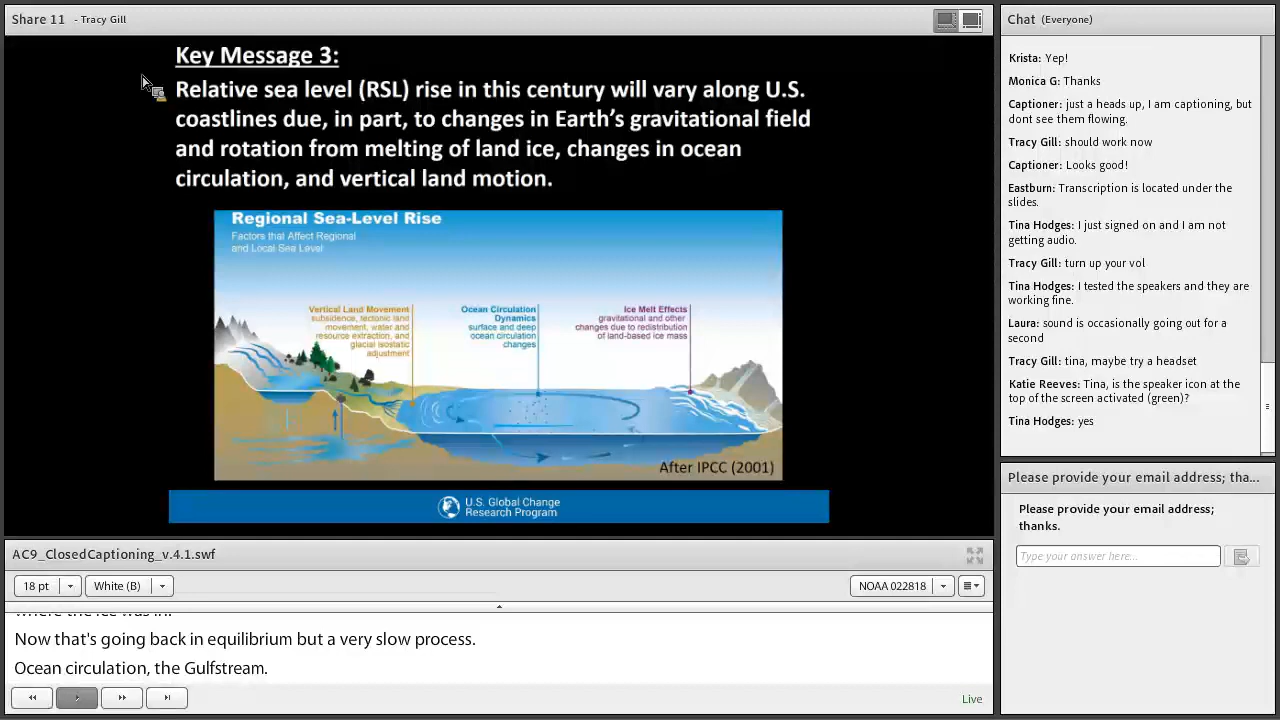 Share 11 - Tracy Gill
Key Message 3:
Relative sea level (RSL) rise in this century will vary along U.S.
coastlines due, in part, to changes in Earth's gravitational field
and rotation from melting of land ice, changes in ocean
circulation, and vertical land motion.
Regional Sea-Level Rise
Factors that Affect Regional
and Local Sea Level
Vertical Land Movement
subsidence, tectonic land
movement, water and
resource extraction, and
glacial isostatic
adjustment
Ocean Circulation
Dynamics
surface and deep
ocean circulation
changes
Ice Melt Effects
gravitational and other
changes due to redistribution
of land-based ice mass
After IPCC (2001)
U.S. Global Change
Research Program
AC9_ClosedCaptioning_v.4.1.swf
18 pt
White (B)
NOAA 022818
where the ice was in.
Now that's going back in equilibrium but a very slow process.
Ocean circulation, the Gulfstream.
Live
Chat (Everyone)
Krista: Yep!
Monica G: Thanks
Captioner: just a heads up, I am captioning, but
dont see them flowing.
Tracy Gill: should work now
Captioner: Looks good!
Eastburn: Transcription is located under the
slides.
Tina Hodges: I just signed on and I am not
getting audio.
Tracy Gill: turn up your vol
Tina Hodges: I tested the speakers and they are
working fine.
Laura: sound is occasionally going out for a
second
Tracy Gill: tina, maybe try a headset
Katie Reeves: Tina, is the speaker icon at the
top of the screen activated (green)?
Tina Hodges: yes
Please provide your email address; tha...
Please provide your email address;
thanks.
Type your answer here...